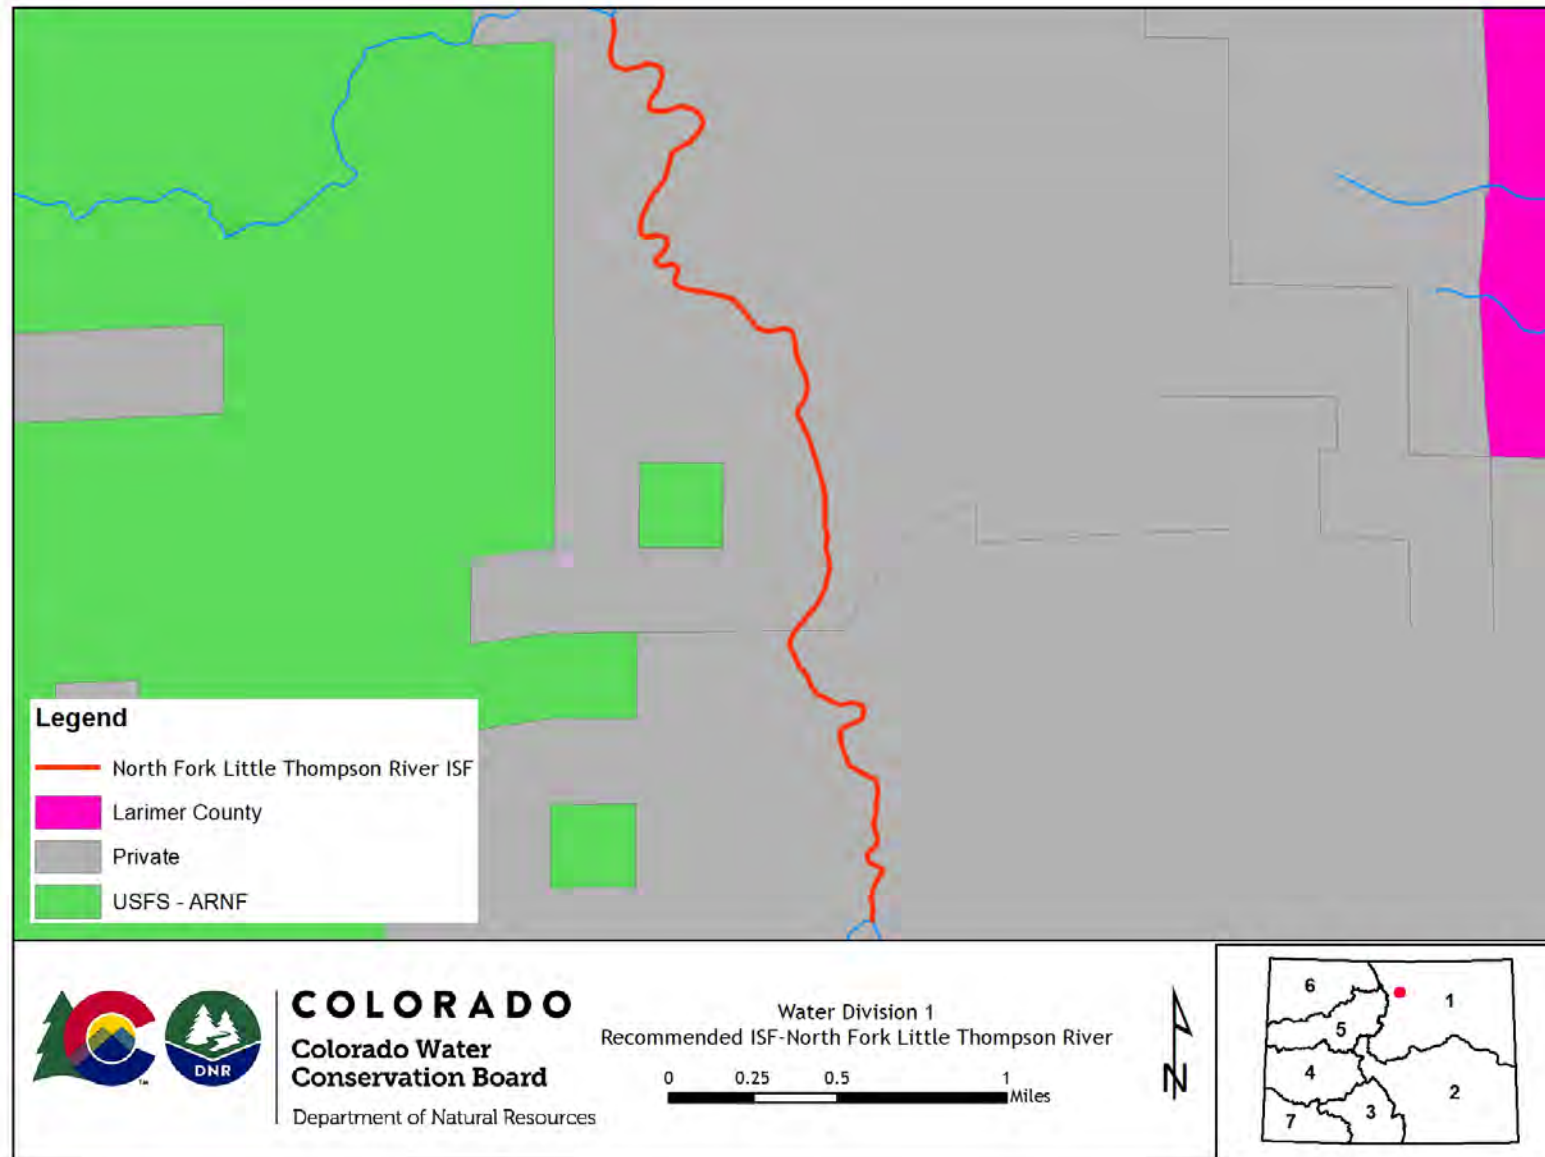 Legend
North Fork Little Thompson River ISF
Larimer County
Private
USFS - ARNF
COLORADO
Colorado Water
Conservation Board
Department of Natural Resources
TM
DNR
Water Division 1
Recommended ISF-North Fork Little Thompson River
0 0.25 0.5 1
Miles
N
6
1
5
4
2
3
7